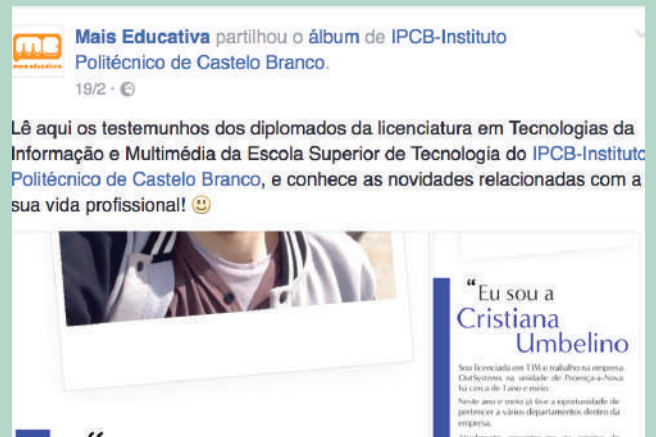 Mais Educativa partilhou o álbum de IPCB-Instituto
Politécnico de Castelo Branco.
19/2 ·
Lê aqui os testemunhos dos diplomados da licenciatura em Tecnologias da
Informação e Multimédia da Escola Superior de Tecnologia do IPCB-Instituto
Politécnico de Castelo Branco, e conhece as novidades relacionadas com a
sua vida profissional!
“Eu sou a
Cristiana
Umbelino
Sou licenciada em TIM e trabalho na empresa
OutSystems na unidade de Proença-a-Nova
há cerca de 1 ano e meio.
Neste ano e meio já tive a oportunidade de
pertencer a vários departamentos dentro da
empresa.
“